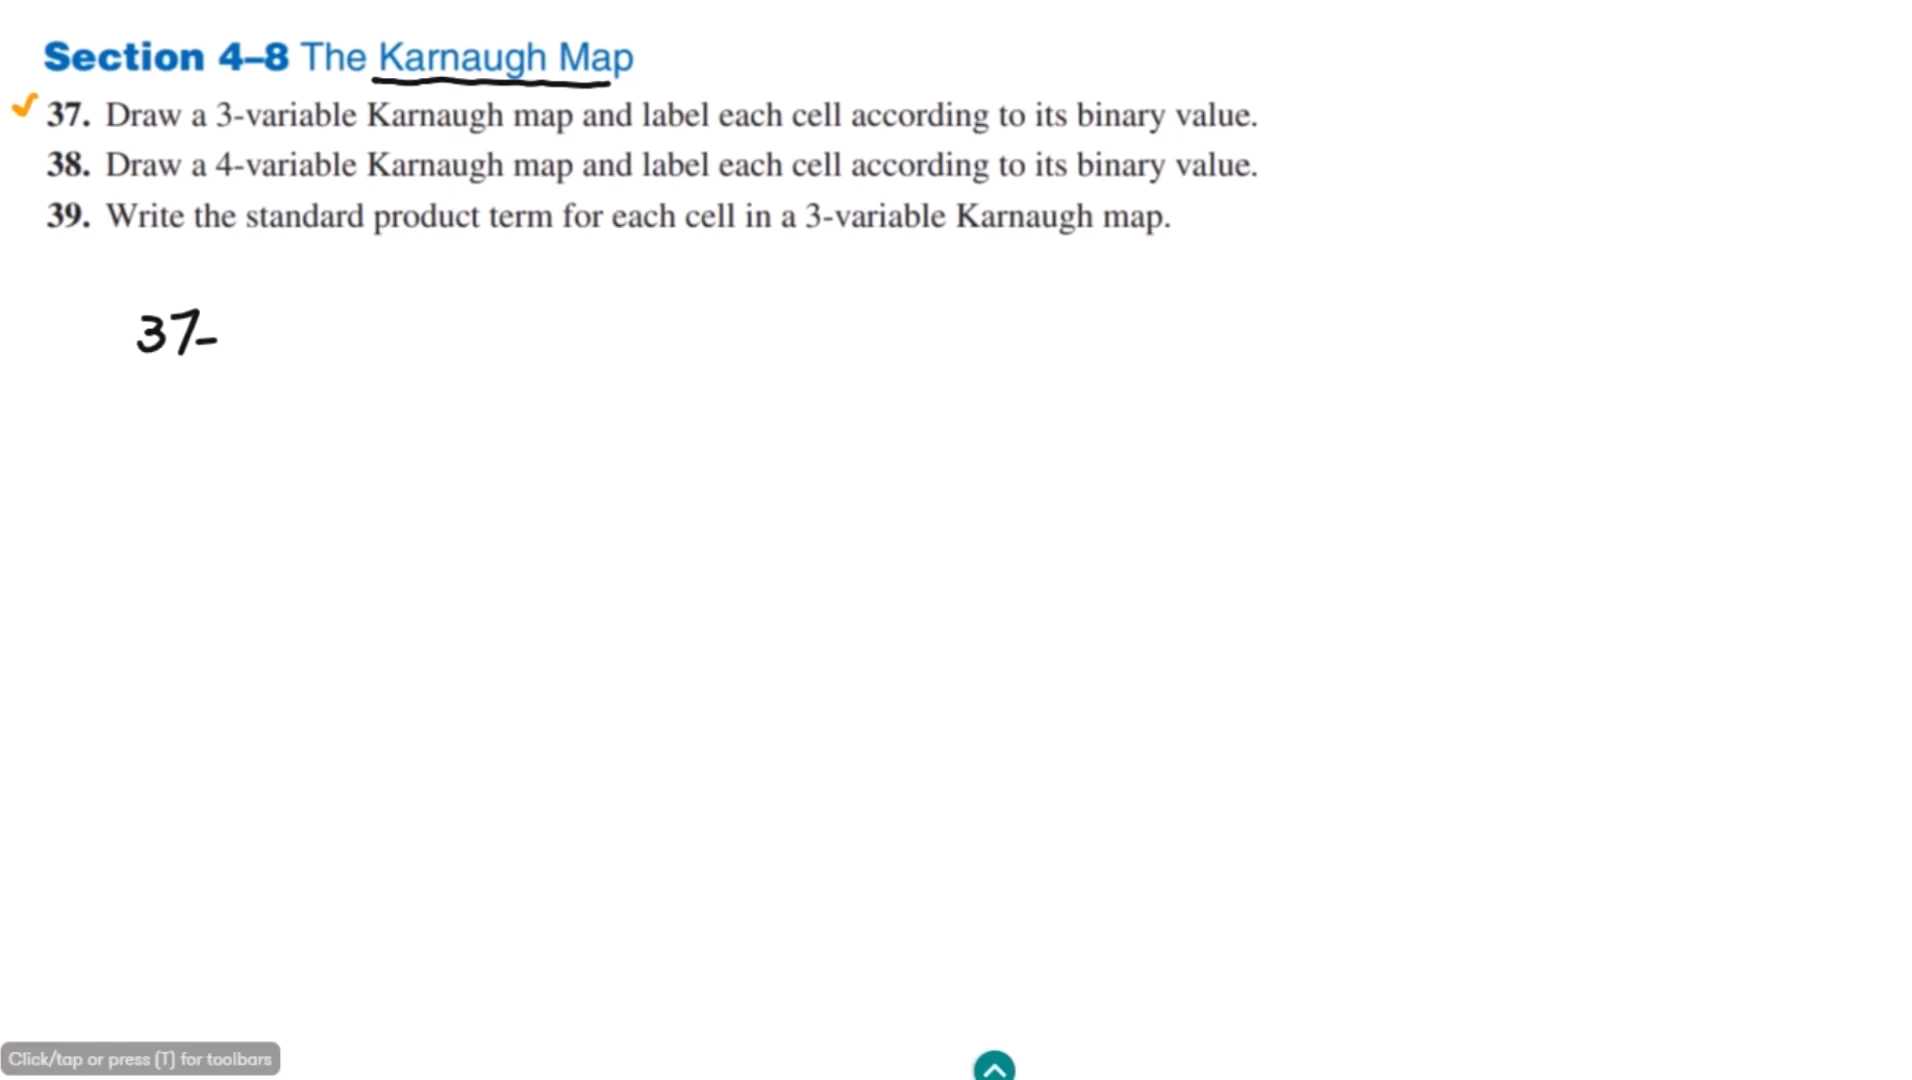 Section 4–8 The Karnaugh Map
37. Draw a 3-variable Karnaugh map and label each cell according to its binary value.
38. Draw a 4-variable Karnaugh map and label each cell according to its binary value.
39. Write the standard product term for each cell in a 3-variable Karnaugh map.
37-
Click/tap or press (T) for toolbars